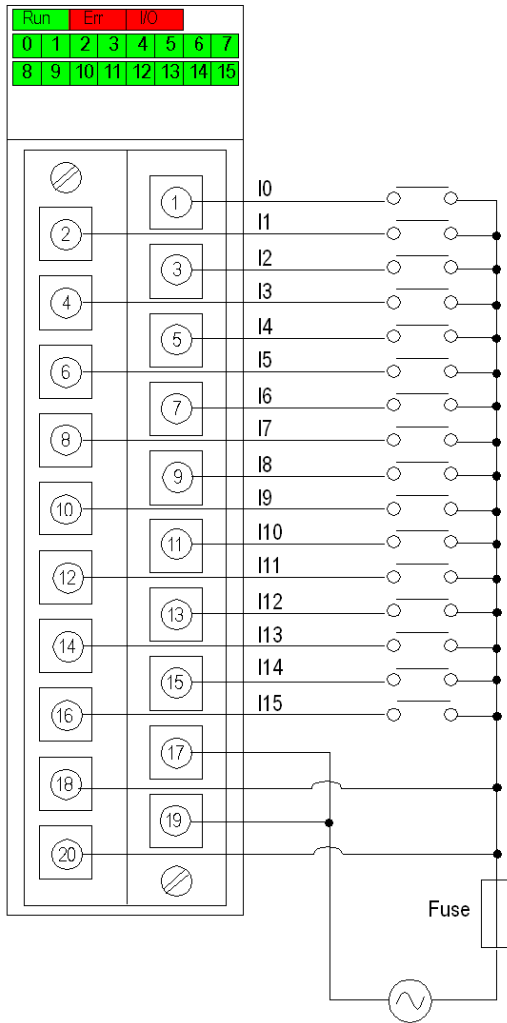 Run Err I/O
0 1 2 3 4 5 6 7
8 9 10 11 12 13 14 15
1 I0
2 I1
3 I2
4 I3
5 I4
6 I5
7 I6
8 I7
9 I8
10 I9
11 I10
12 I11
13 I12
14 I13
15 I14
16 I15
17
18
19
20
Fuse